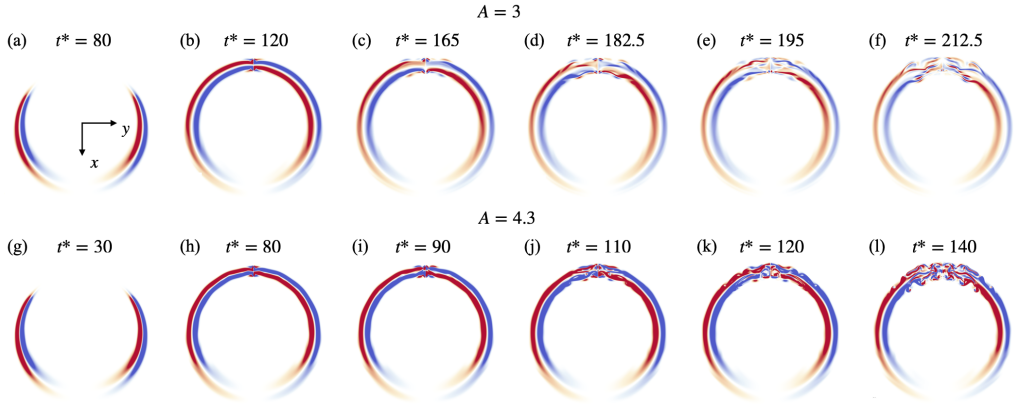 A = 3
(a) t* = 80 (b) t* = 120 (c) t* = 165 (d) t* = 182.5 (e) t* = 195 (f) t* = 212.5
y
x
A = 4.3
(g) t* = 30 (h) t* = 80 (i) t* = 90 (j) t* = 110 (k) t* = 120 (l) t* = 140